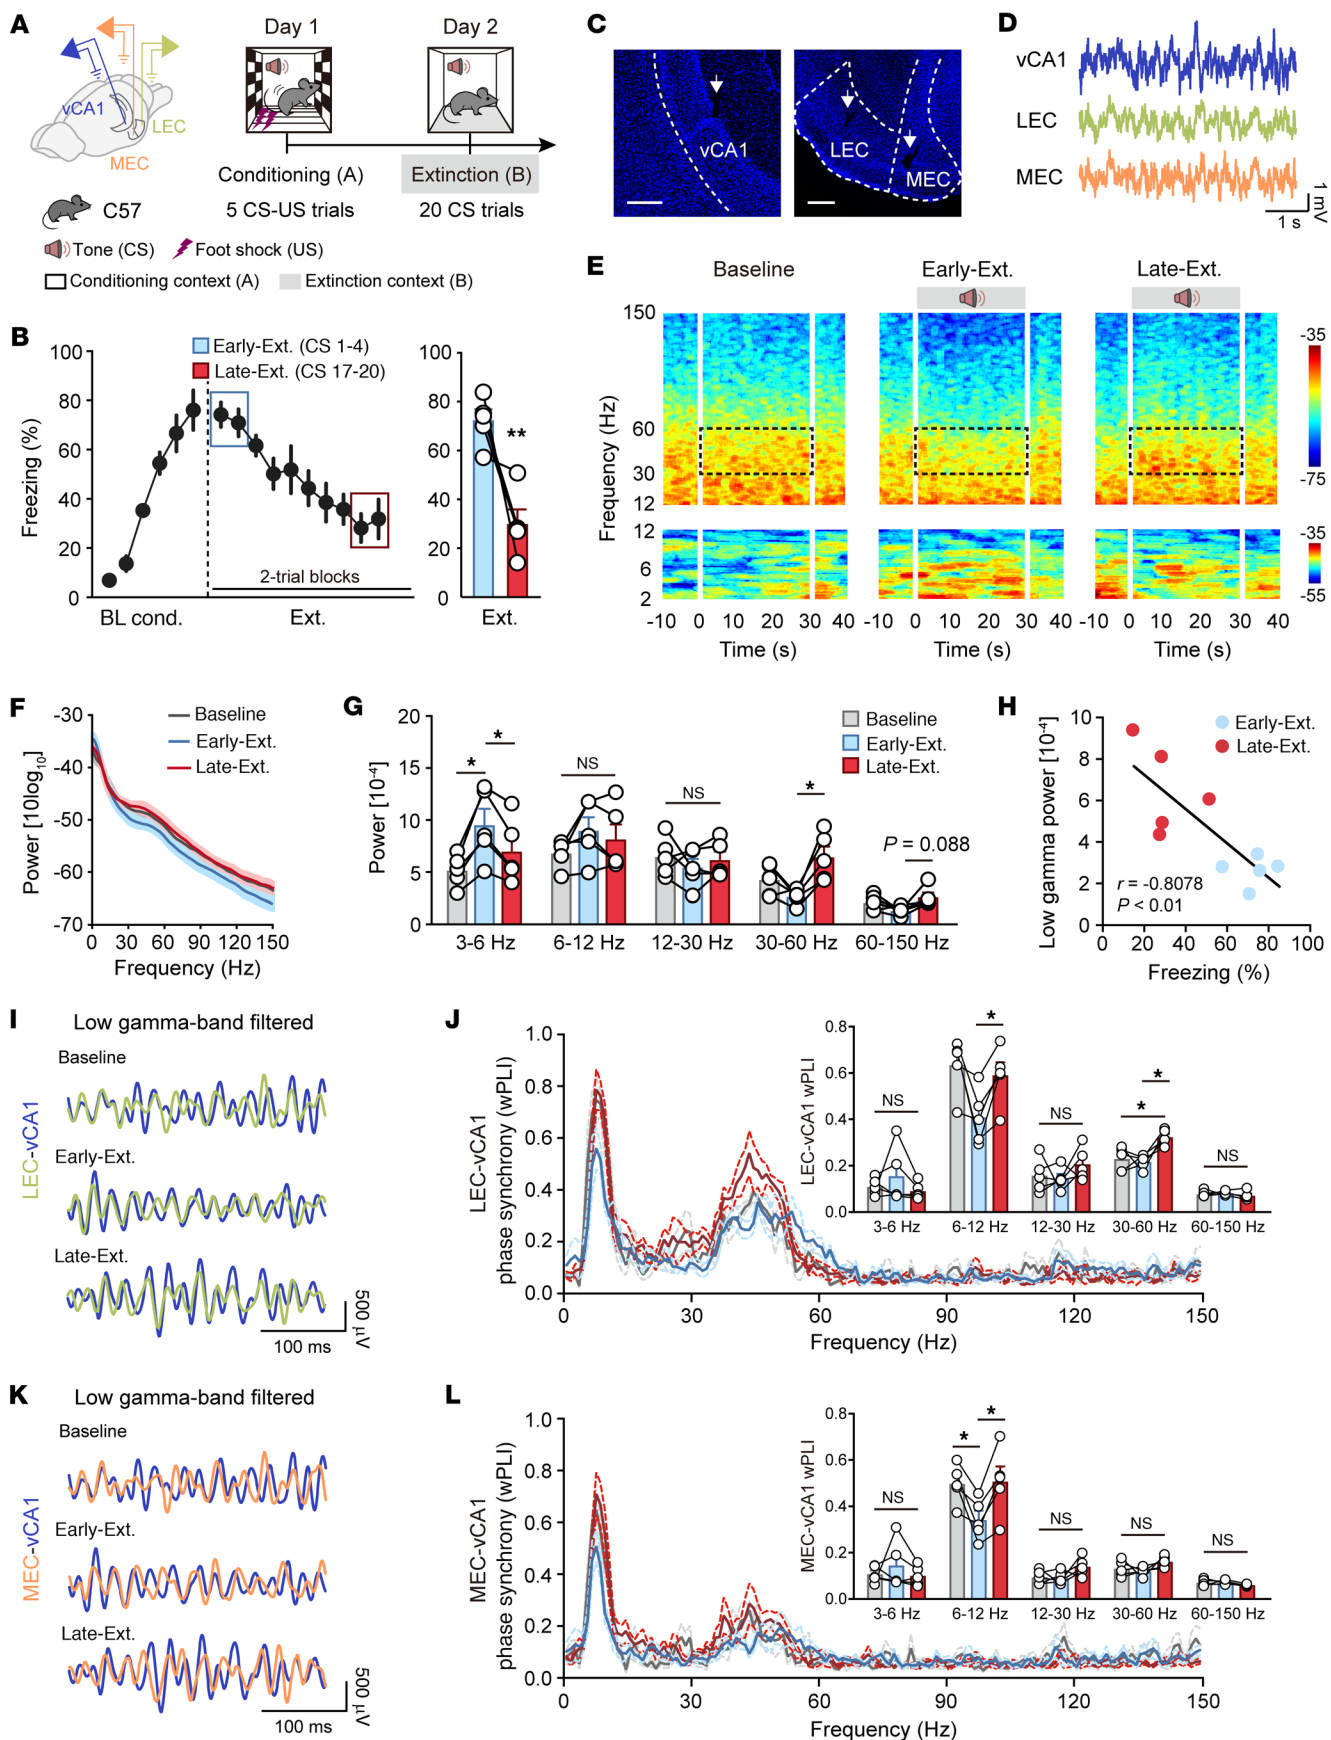 A
vCA1
LEC
MEC
C57
Day 1
Day 2
Conditioning (A)
Extinction (B)
5 CS-US trials
20 CS trials
Tone (CS)
Foot shock (US)
Conditioning context (A)
Extinction context (B)
B
Early-Ext. (CS 1-4)
Late-Ext. (CS 17-20)
Freezing (%)
100
80
60
40
20
0
2-trial blocks
BL cond.
Ext.
100
80
60
40
20
0
**
Ext.
C
vCA1
LEC
MEC
D
vCA1
LEC
MEC
1 mV
1 s
E
Baseline
Early-Ext.
Late-Ext.
Frequency (Hz)
150
60
30
12
12
6
2
-35
-75
-35
-55
-10 0 10 20 30 40
-10 0 10 20 30 40
-10 0 10 20 30 40
Time (s)
Time (s)
Time (s)
F
Power [10log10]
-30
-40
-50
-60
-70
Baseline
Early-Ext.
Late-Ext.
0 30 60 90 120 150
Frequency (Hz)
G
Power [10-4]
20
15
10
5
0
* *
NS
NS
*
P = 0.088
Baseline
Early-Ext.
Late-Ext.
3-6 Hz 6-12 Hz 12-30 Hz 30-60 Hz 60-150 Hz
H
Low gamma power [10-4]
10
8
6
4
2
0
Early-Ext.
Late-Ext.
r = -0.8078
P < 0.01
0 20 40 60 80 100
Freezing (%)
I
Low gamma-band filtered
LEC-vCA1
Baseline
Early-Ext.
Late-Ext.
500 µV
100 ms
J
LEC-vCA1
phase synchrony (wPLI)
1.0
0.8
0.6
0.4
0.2
0.0
0 30 60 90 120 150
Frequency (Hz)
LEC-vCA1 wPLI
0.8
0.6
0.4
0.2
0.0
NS
*
NS
*
*
NS
3-6 Hz 6-12 Hz 12-30 Hz 30-60 Hz 60-150 Hz
K
Low gamma-band filtered
MEC-vCA1
Baseline
Early-Ext.
Late-Ext.
500 µV
100 ms
L
MEC-vCA1
phase synchrony (wPLI)
1.0
0.8
0.6
0.4
0.2
0.0
0 30 60 90 120 150
Frequency (Hz)
MEC-vCA1 wPLI
0.8
0.6
0.4
0.2
0.0
NS
*
*
NS
NS
NS
3-6 Hz 6-12 Hz 12-30 Hz 30-60 Hz 60-150 Hz